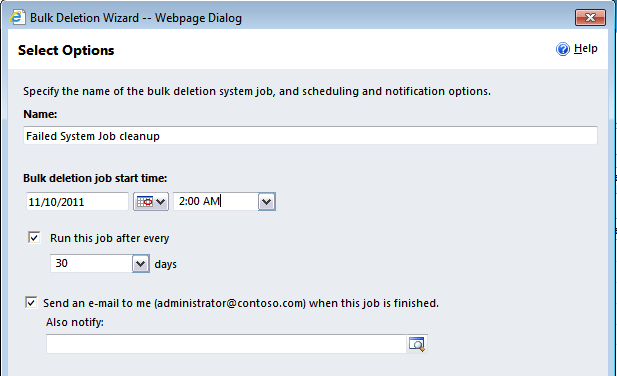 Bulk Deletion Wizard -- Webpage Dialog
Select Options
Help
Specify the name of the bulk deletion system job, and scheduling and notification options.
Name:
Failed System Job cleanup
Bulk deletion job start time:
11/10/2011 2:00 AM
Run this job after every
30 days
Send an e-mail to me (administrator@contoso.com) when this job is finished.
Also notify: